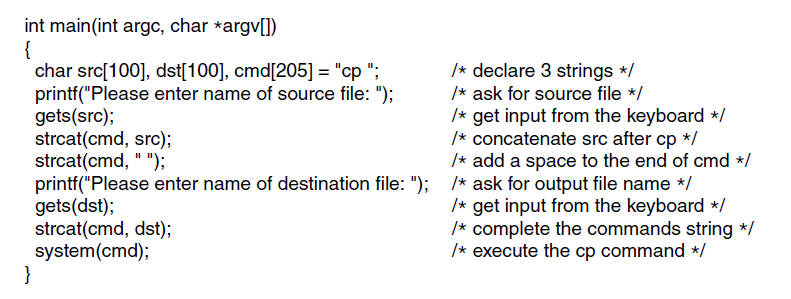 int main(int argc, char *argv[])
{
char src[100], dst[100], cmd[205] = "cp "; /* declare 3 strings */
printf("Please enter name of source file: "); /* ask for source file */
gets(src); /* get input from the keyboard */
strcat(cmd, src); /* concatenate src after cp */
strcat(cmd, " "); /* add a space to the end of cmd */
printf("Please enter name of destination file: "); /* ask for output file name */
gets(dst); /* get input from the keyboard */
strcat(cmd, dst); /* complete the commands string */
system(cmd); /* execute the cp command */
}